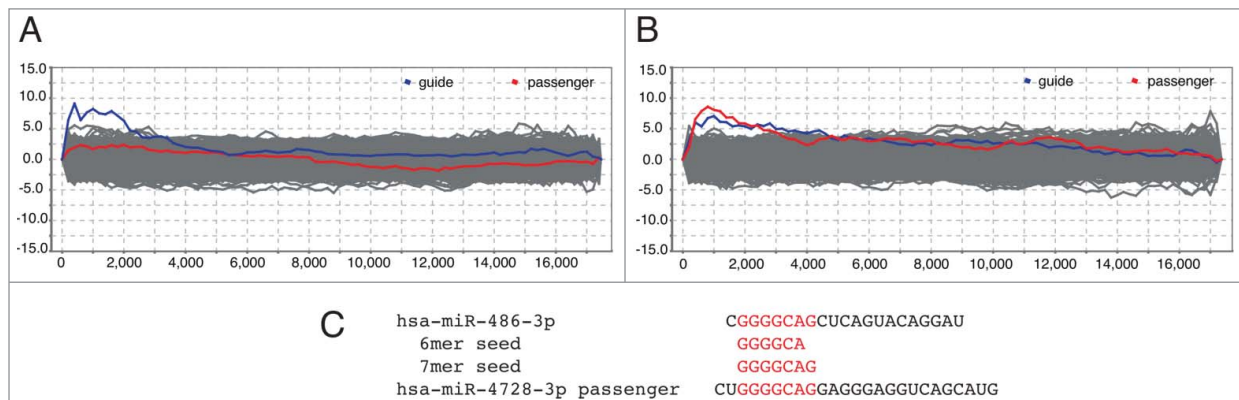 A
B
15.0
10.0
5.0
0.0
-5.0
-10.0
-15.0
guide
passenger
0
2,000
4,000
6,000
8,000
10,000
12,000
14,000
16,000
15.0
10.0
5.0
0.0
-5.0
-10.0
-15.0
guide
passenger
0
2,000
4,000
6,000
8,000
10,000
12,000
14,000
16,000
C
hsa-miR-486-3p CGGGGCAGCUCAGUACAGGAU
6mer seed GGGGCA
7mer seed GGGGCAG
hsa-miR-4728-3p passenger CUGGGGCAGGAGGGAGGUCAGCAUG